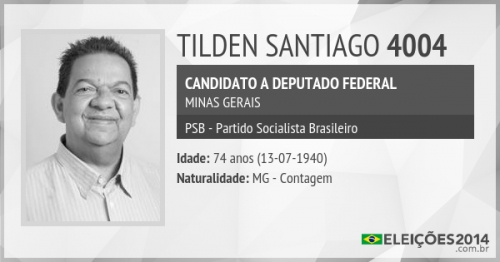 TILDEN SANTIAGO 4004
CANDIDATO A DEPUTADO FEDERAL
MINAS GERAIS
PSB - Partido Socialista Brasileiro
Idade: 74 anos (13-07-1940)
Naturalidade: MG - Contagem
ELEIÇÕES2014
.com.br